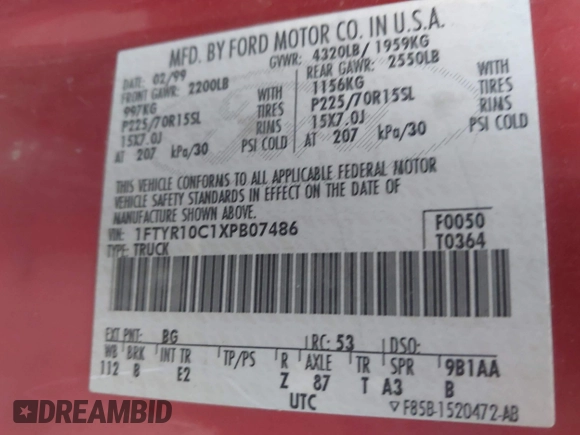 MFD. BY FORD MOTOR CO. IN U.S.A.
DATE: 02/99 GVWR: 4320LB/ 1959KG
FRONT GAWR: 2200LB REAR GAWR: 2550LB
997KG WITH 1156KG WITH
P225/70R15SL TIRES P225/70R15SL TIRES
15X7.0J RIMS 15X7.0J RIMS
AT 207 kPa/30 PSI COLD AT 207 kPa/30 PSI COLD
THIS VEHICLE CONFORMS TO ALL APPLICABLE FEDERAL MOTOR
VEHICLE SAFETY STANDARDS IN EFFECT ON THE DATE OF
MANUFACTURE SHOWN ABOVE.
VIN: 1FTYR10C1XPB07486 F0050
TYPE: TRUCK T0364
EXT PNT: BG RC: 53 DSO:
WB BRK INT TR TP/PS R AXLE TR SPR 9B1AA
112 8 E2 Z 87 T A3 B
UTC ▽F85B-1520472-AB
DREAMBID